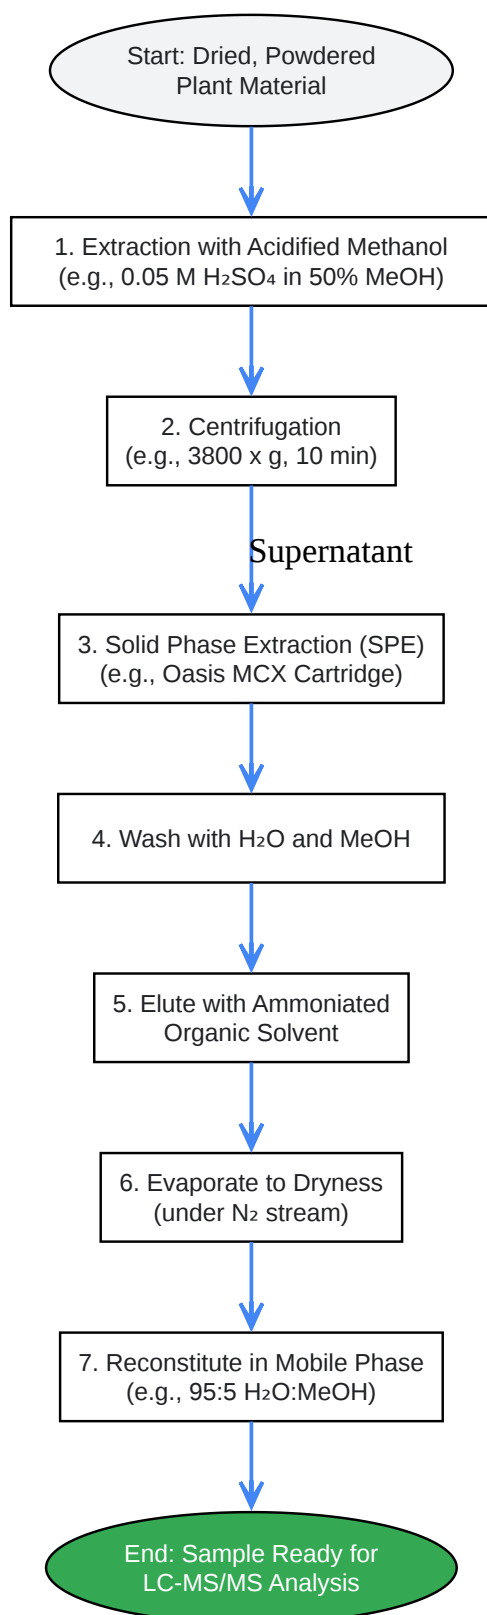 Start: Dried, Powdered
Plant Material
1. Extraction with Acidified Methanol
(e.g., 0.05 M H₂SO₄ in 50% MeOH)
2. Centrifugation
(e.g., 3800 x g, 10 min)
Supernatant
3. Solid Phase Extraction (SPE)
(e.g., Oasis MCX Cartridge)
4. Wash with H₂O and MeOH
5. Elute with Ammoniated
Organic Solvent
6. Evaporate to Dryness
(under N₂ stream)
7. Reconstitute in Mobile Phase
(e.g., 95:5 H₂O:MeOH)
End: Sample Ready for
LC-MS/MS Analysis